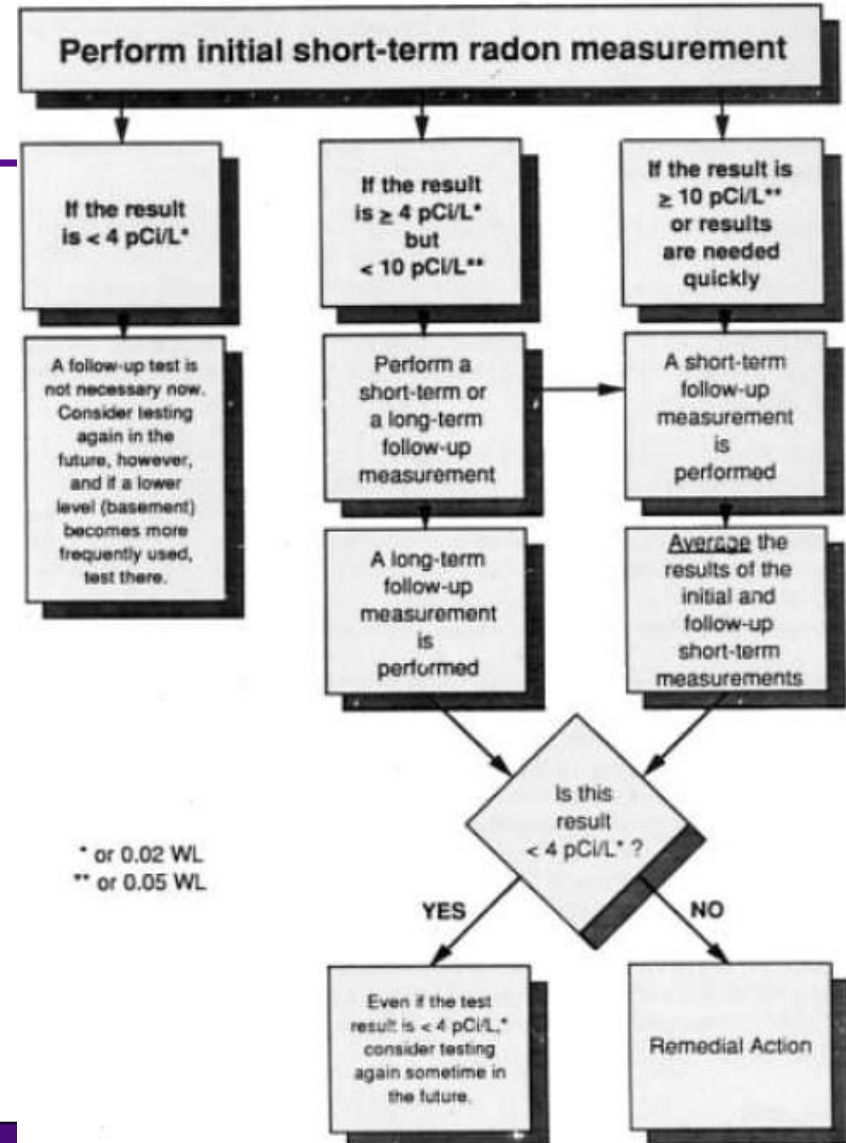 Perform initial short-term radon measurement
If the result
is < 4 pCi/L*
If the result
is ≥ 4 pCi/L*
but
< 10 pCi/L**
If the result is
≥ 10 pCi/L**
or results
are needed
quickly
A follow-up test is
not necessary now.
Consider testing
again in the
future, however,
and if a lower
level (basement)
becomes more
frequently used,
test there.
Perform a
short-term or
a long-term
follow-up
measurement
A short-term
follow-up
measurement
is
performed
A long-term
follow-up
measurement
is
performed
Average the
results of the
initial and
follow-up
short-term
measurements
Is this
result
< 4 pCi/L* ?
* or 0.02 WL
** or 0.05 WL
YES
NO
Even if the test
result is < 4 pCi/L,*
consider testing
again sometime in
the future.
Remedial Action